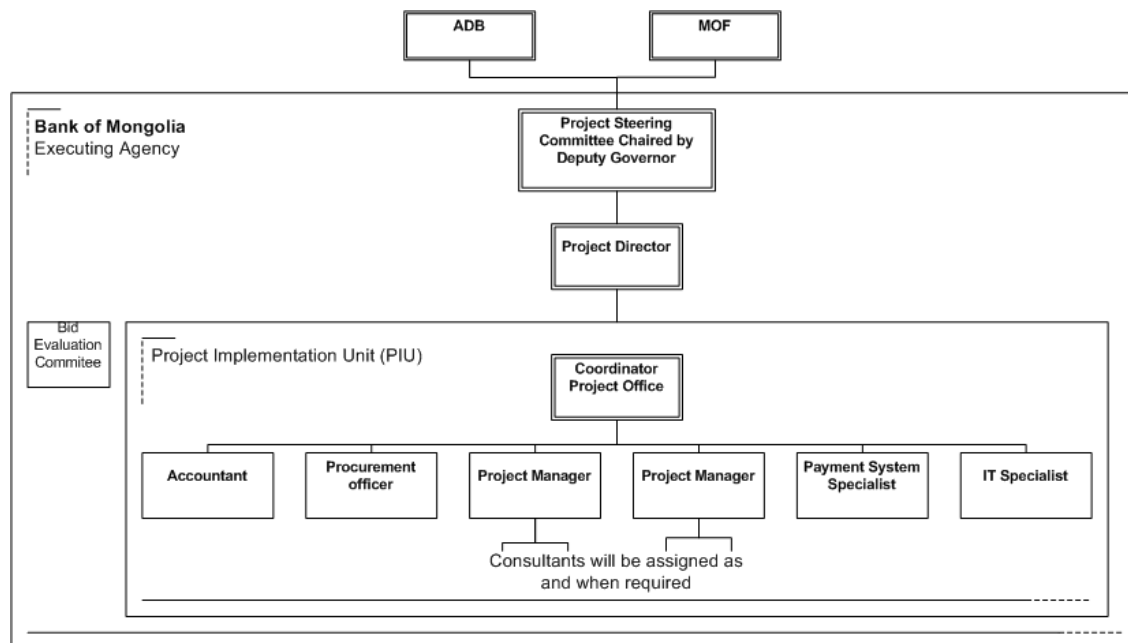 ADB
MOF
Bank of Mongolia
Executing Agency
Project Steering
Committee Chaired by
Deputy Governor
Project Director
Bid
Evaluation
Commitee
Project Implementation Unit (PIU)
Coordinator
Project Office
Accountant
Procurement
officer
Project Manager
Project Manager
Payment System
Specialist
IT Specialist
Consultants will be assigned as
and when required